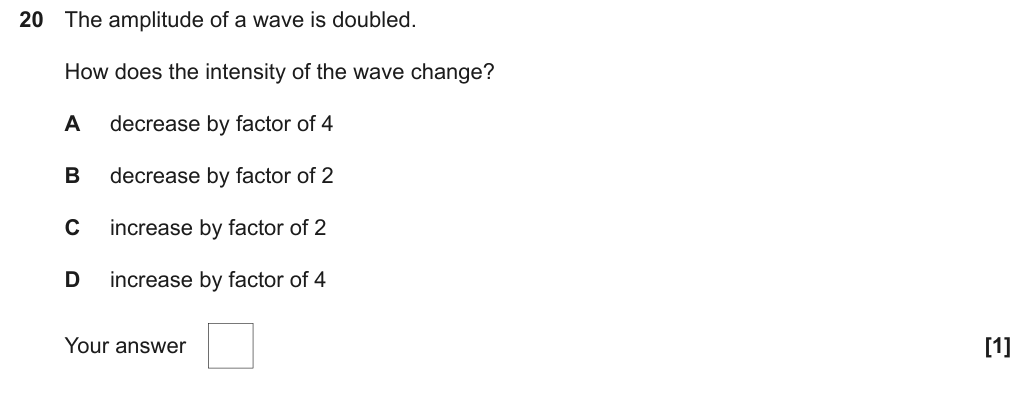 20 The amplitude of a wave is doubled.
How does the intensity of the wave change?
A decrease by factor of 4
B decrease by factor of 2
C increase by factor of 2
D increase by factor of 4
Your answer [1]